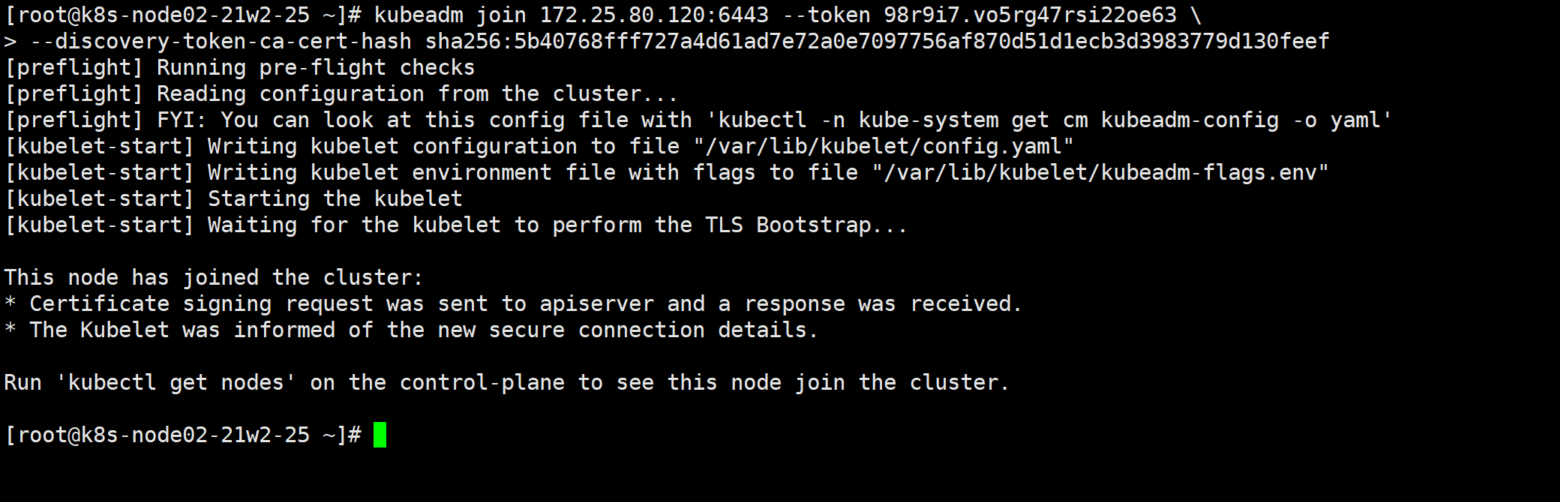 [root@k8s-node02-21w2-25 ~]# kubeadm join 172.25.80.120:6443 --token 98r9i7.vo5rg47rsi22oe63 \
> --discovery-token-ca-cert-hash sha256:5b40768fff727a4d61ad7e72a0e7097756af870d51d1ecb3d3983779d130feef
[preflight] Running pre-flight checks
[preflight] Reading configuration from the cluster...
[preflight] FYI: You can look at this config file with 'kubectl -n kube-system get cm kubeadm-config -o yaml'
[kubelet-start] Writing kubelet configuration to file "/var/lib/kubelet/config.yaml"
[kubelet-start] Writing kubelet environment file with flags to file "/var/lib/kubelet/kubeadm-flags.env"
[kubelet-start] Starting the kubelet
[kubelet-start] Waiting for the kubelet to perform the TLS Bootstrap...
This node has joined the cluster:
* Certificate signing request was sent to apiserver and a response was received.
* The Kubelet was informed of the new secure connection details.
Run 'kubectl get nodes' on the control-plane to see this node join the cluster.
[root@k8s-node02-21w2-25 ~]#